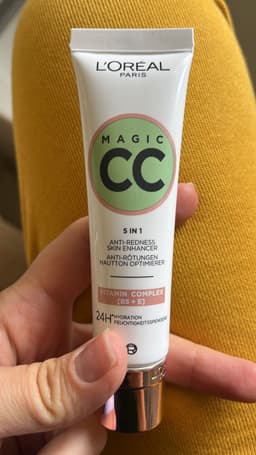 L'ORÉAL
PARIS
MAGIC
CC
5 IN 1
ANTI-REDNESS
SKIN ENHANCER
ANTI-RÖTUNGEN
HAUTTON OPTIMIERER
VITAMIN COMPLEX
[B5 + E]
24H* HYDRATION
FEUCHTIGKEITSSPENDEND